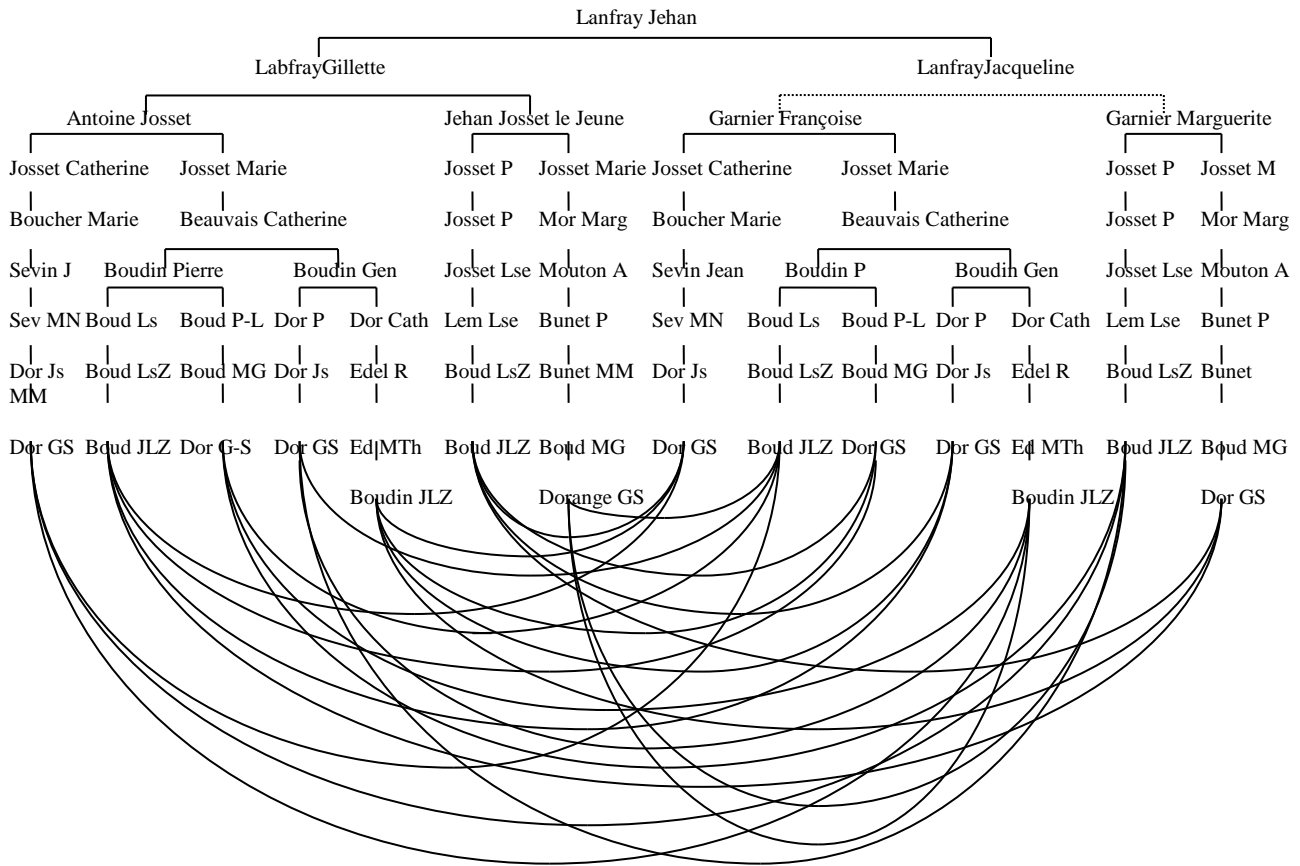 Lanfray Jehan
LabfrayGillette LanfrayJacqueline
Antoine Josset Jehan Josset le Jeune Garnier Françoise Garnier Marguerite
Josset Catherine Josset Marie Josset P Josset Marie Josset Catherine Josset Marie Josset P Josset M
Boucher Marie Beauvais Catherine Josset P Mor Marg Boucher Marie Beauvais Catherine Josset P Mor Marg
Sevin J Boudin Pierre Boudin Gen Josset Lse Mouton A Sevin Jean Boudin P Boudin Gen Josset Lse Mouton A
Sev MN Boud Ls Boud P-L Dor P Dor Cath Lem Lse Bunet P Sev MN Boud Ls Boud P-L Dor P Dor Cath Lem Lse Bunet P
Dor Js Boud LsZ Boud MG Dor Js Edel R Boud LsZ Bunet MM Dor Js Boud LsZ Boud MG Dor Js Edel R Boud LsZ Bunet
MM
Dor GS Boud JLZ Dor G-S Dor GS Ed MTh Boud JLZ Boud MG Dor GS Boud JLZ Dor GS Dor GS Ed MTh Boud JLZ Boud MG
Boudin JLZ Dorange GS Boudin JLZ Dor GS